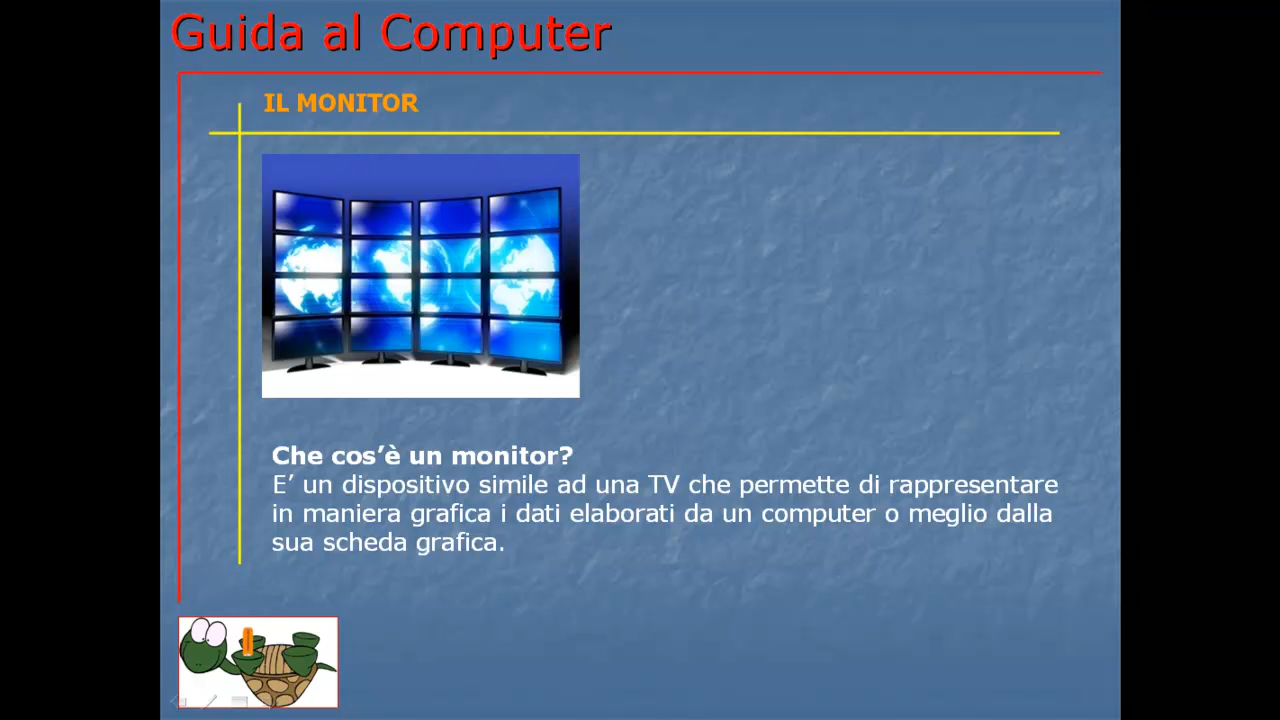 Guida al Computer
IL MONITOR
Che cos’è un monitor?
E’ un dispositivo simile ad una TV che permette di rappresentare
in maniera grafica i dati elaborati da un computer o meglio dalla
sua scheda grafica.